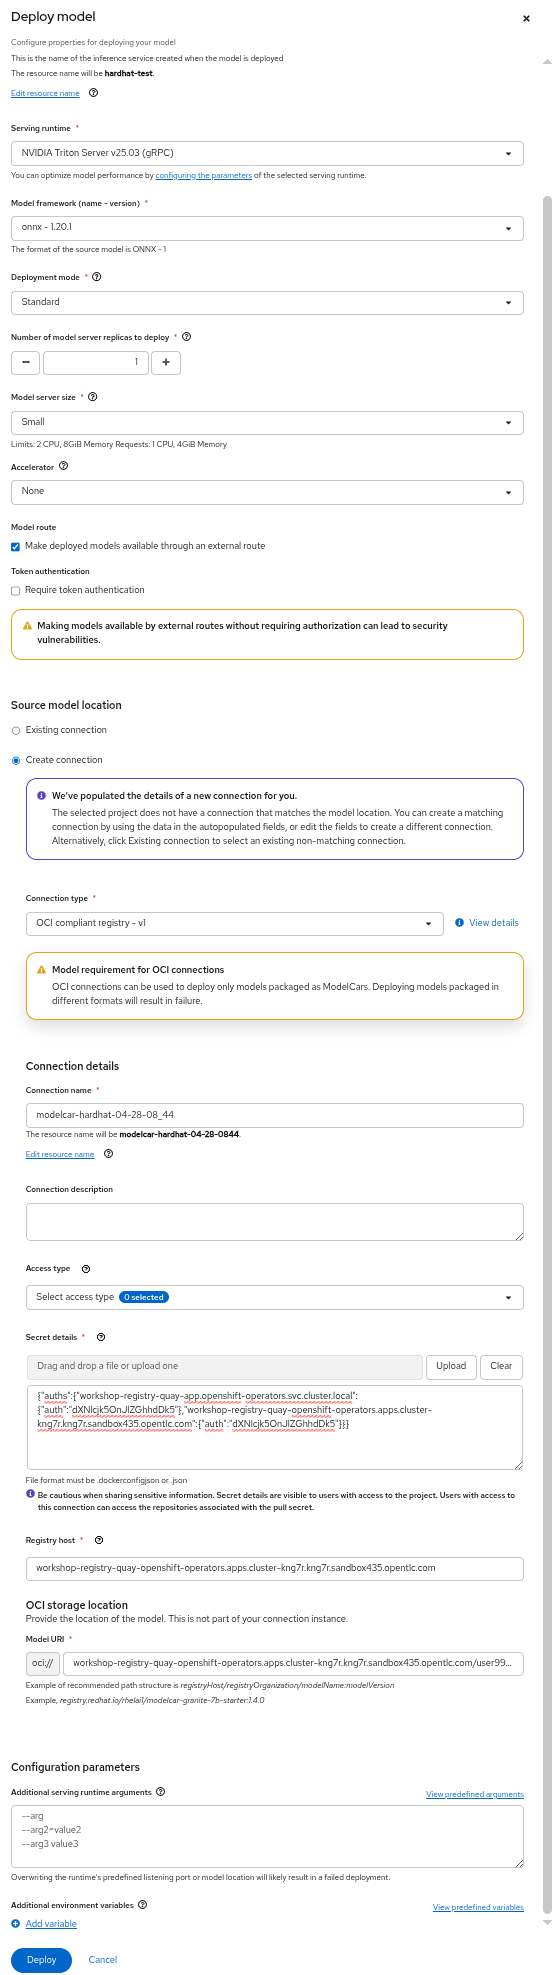 Deploy model
Configure properties for deploying your model
This is the name of the inference service created when the model is deployed
The resource name will be hardhat-test.
Edit resource name
Serving runtime *
NVIDIA Triton Server v25.03 (gRPC)
You can optimize model performance by configuring the parameters of the selected serving runtime.
Model framework (name - version) *
onnx - 1.20.1
The format of the source model is ONNX - 1
Deployment mode *
Standard
Number of model server replicas to deploy *
1
Model server size *
Small
Limits: 2 CPU, 8GiB Memory Requests: 1 CPU, 4GiB Memory
Accelerator
None
Model route
Make deployed models available through an external route
Token authentication
Require token authentication
Making models available by external routes without requiring authorization can lead to security
vulnerabilities.
Source model location
Existing connection
Create connection
We've populated the details of a new connection for you.
The selected project does not have a connection that matches the model location. You can create a matching
connection by using the data in the autopopulated fields, or edit the fields to create a different connection.
Alternatively, click Existing connection to select an existing non-matching connection.
Connection type *
OCI compliant registry - v1
View details
Model requirement for OCI connections
OCI connections can be used to deploy only models packaged as ModelCars. Deploying models packaged in
different formats will result in failure.
Connection details
Connection name *
modelcar-hardhat-04-28-08_44
The resource name will be modelcar-hardhat-04-28-0844.
Edit resource name
Connection description
Access type
Select access type 0 selected
Secret details *
Drag and drop a file or upload one
Upload
Clear
{"auths":{"workshop-registry-quay-app.openshift-operators.svc.cluster.local":
{"auth":"dXNlcjk5OnJlZGhhdDk5"},"workshop-registry-quay-openshift-operators.apps.cluster-
kng7r.kng7r.sandbox435.opentlc.com":{"auth":"dXNlcjk5OnJlZGhhdDk5"}}}
File format must be .dockerconfigjson or .json
Be cautious when sharing sensitive information. Secret details are visible to users with access to the project. Users with access to
this connection can access the repositories associated with the pull secret.
Registry host *
workshop-registry-quay-openshift-operators.apps.cluster-kng7r.kng7r.sandbox435.opentlc.com
OCI storage location
Provide the location of the model. This is not part of your connection instance.
Model URI *
oci://
workshop-registry-quay-openshift-operators.apps.cluster-kng7r.kng7r.sandbox435.opentlc.com/user99...
Example of recommended path structure is registryHost/registryOrganization/modelName:modelVersion
Example, registry.redhat.io/rhelai1/modelcar-granite-7b-starter:1.4.0
Configuration parameters
Additional serving runtime arguments
View predefined arguments
--arg
--arg2=value2
--arg3 value3
Overwriting the runtime's predefined listening port or model location will likely result in a failed deployment.
Additional environment variables
View predefined variables
Add variable
Deploy
Cancel